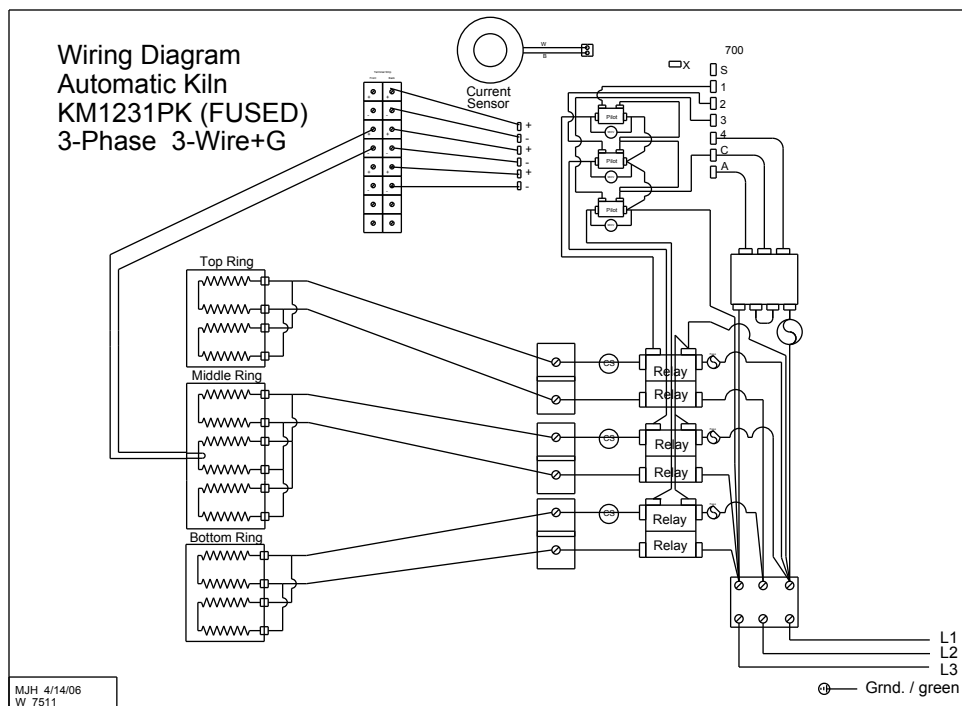 Wiring Diagram
Automatic Kiln
KM1231PK (FUSED)
3-Phase 3-Wire+G
Current
Sensor
W
B
700
X
S
1
2
3
4
C
A
+
-
+
-
+
-
Pilot
Pilot
Pilot
Top Ring
Middle Ring
Bottom Ring
CS
Relay
Relay
CS
Relay
Relay
CS
Relay
Relay
L1
L2
L3
Grnd. / green
MJH 4/14/06
W 7511